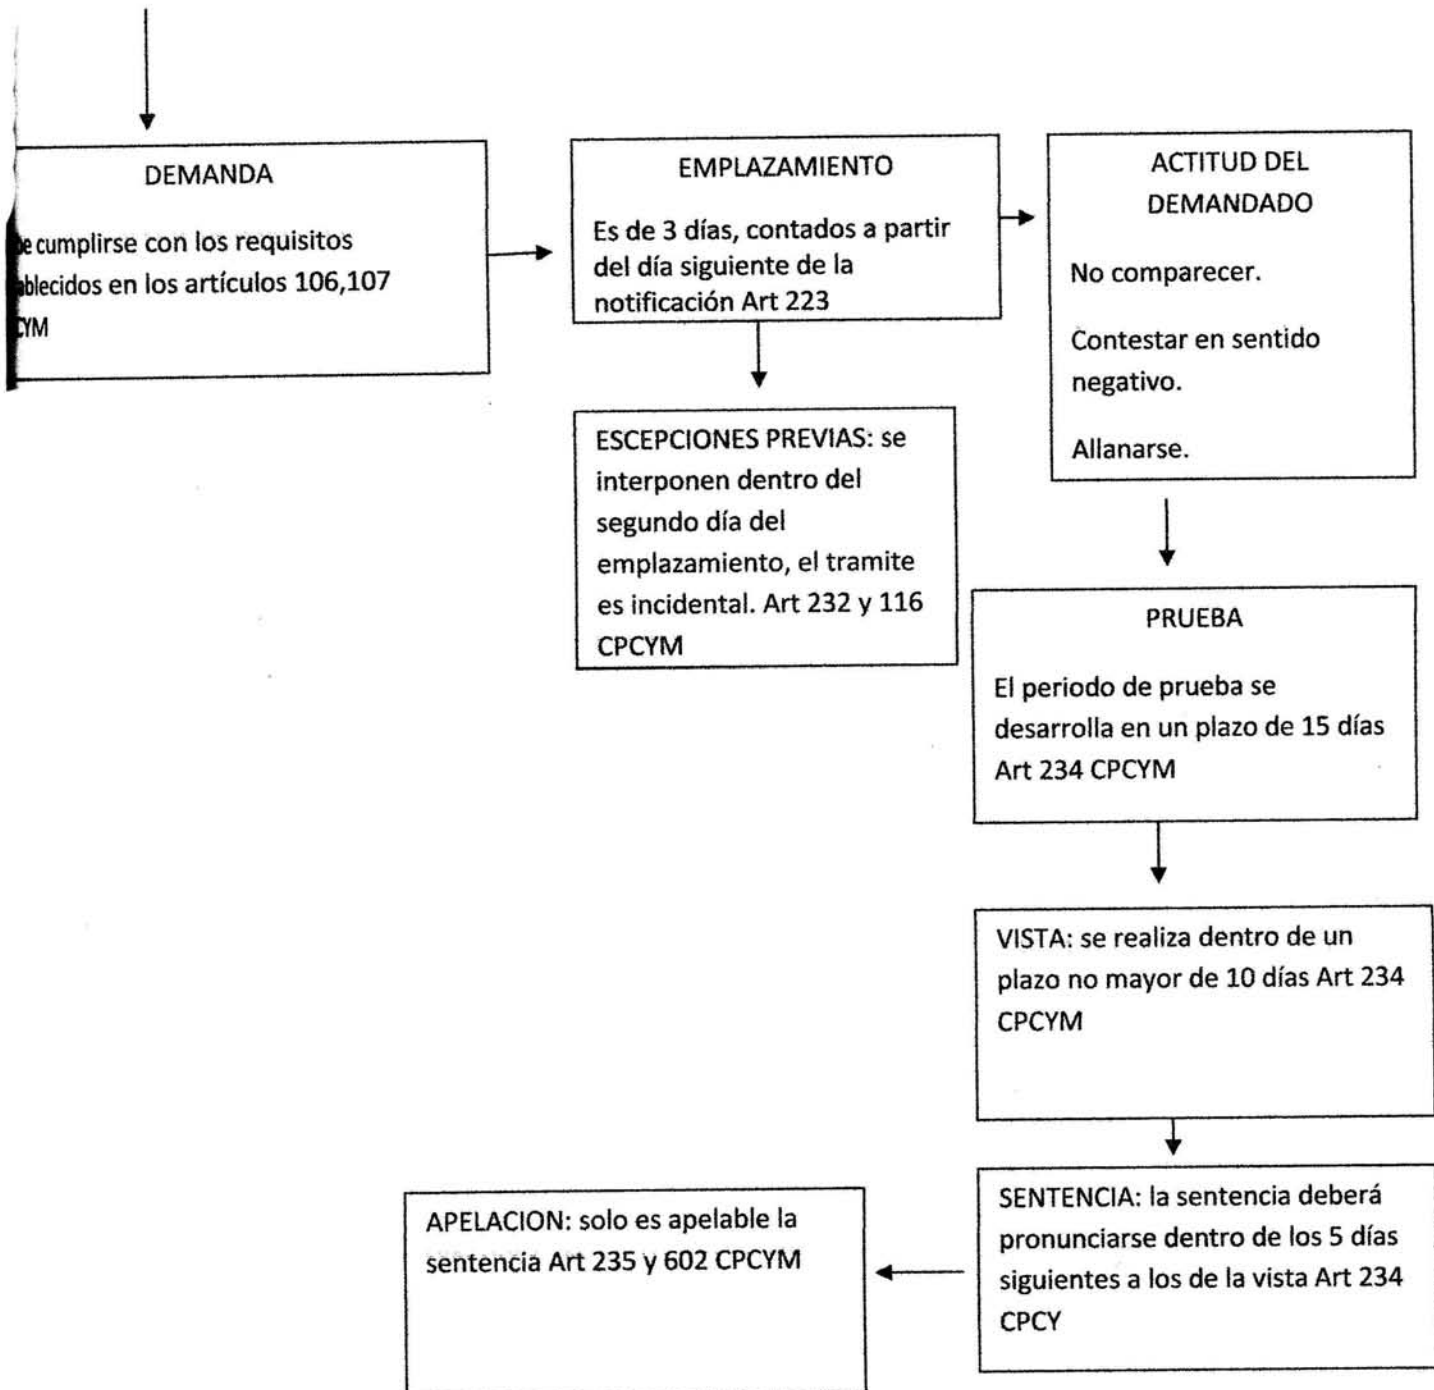 DEMANDA
cumplirse con los requisitos
en los artículos 106,107
EMPLAZAMIENTO
Es de 3 días, contados a partir
del día siguiente de la
notificación Art 223
ACTITUD DEL
DEMANDADO
No comparecer.
Contestar en sentido
negativo.
Allanarse.
ESCEPCIONES PREVIAS: se
interponen dentro del
segundo día del
emplazamiento, el tramite
es incidental. Art 232 y 116
CPCYM
PRUEBA
El periodo de prueba se
desarrolla en un plazo de 15 días
Art 234 CPCYM
VISTA: se realiza dentro de un
plazo no mayor de 10 días Art 234
CPCYM
SENTENCIA: la sentencia deberá
pronunciarse dentro de los 5 días
siguientes a los de la vista Art 234
CPCY
APELACION: solo es apelable la
sentencia Art 235 y 602 CPCYM